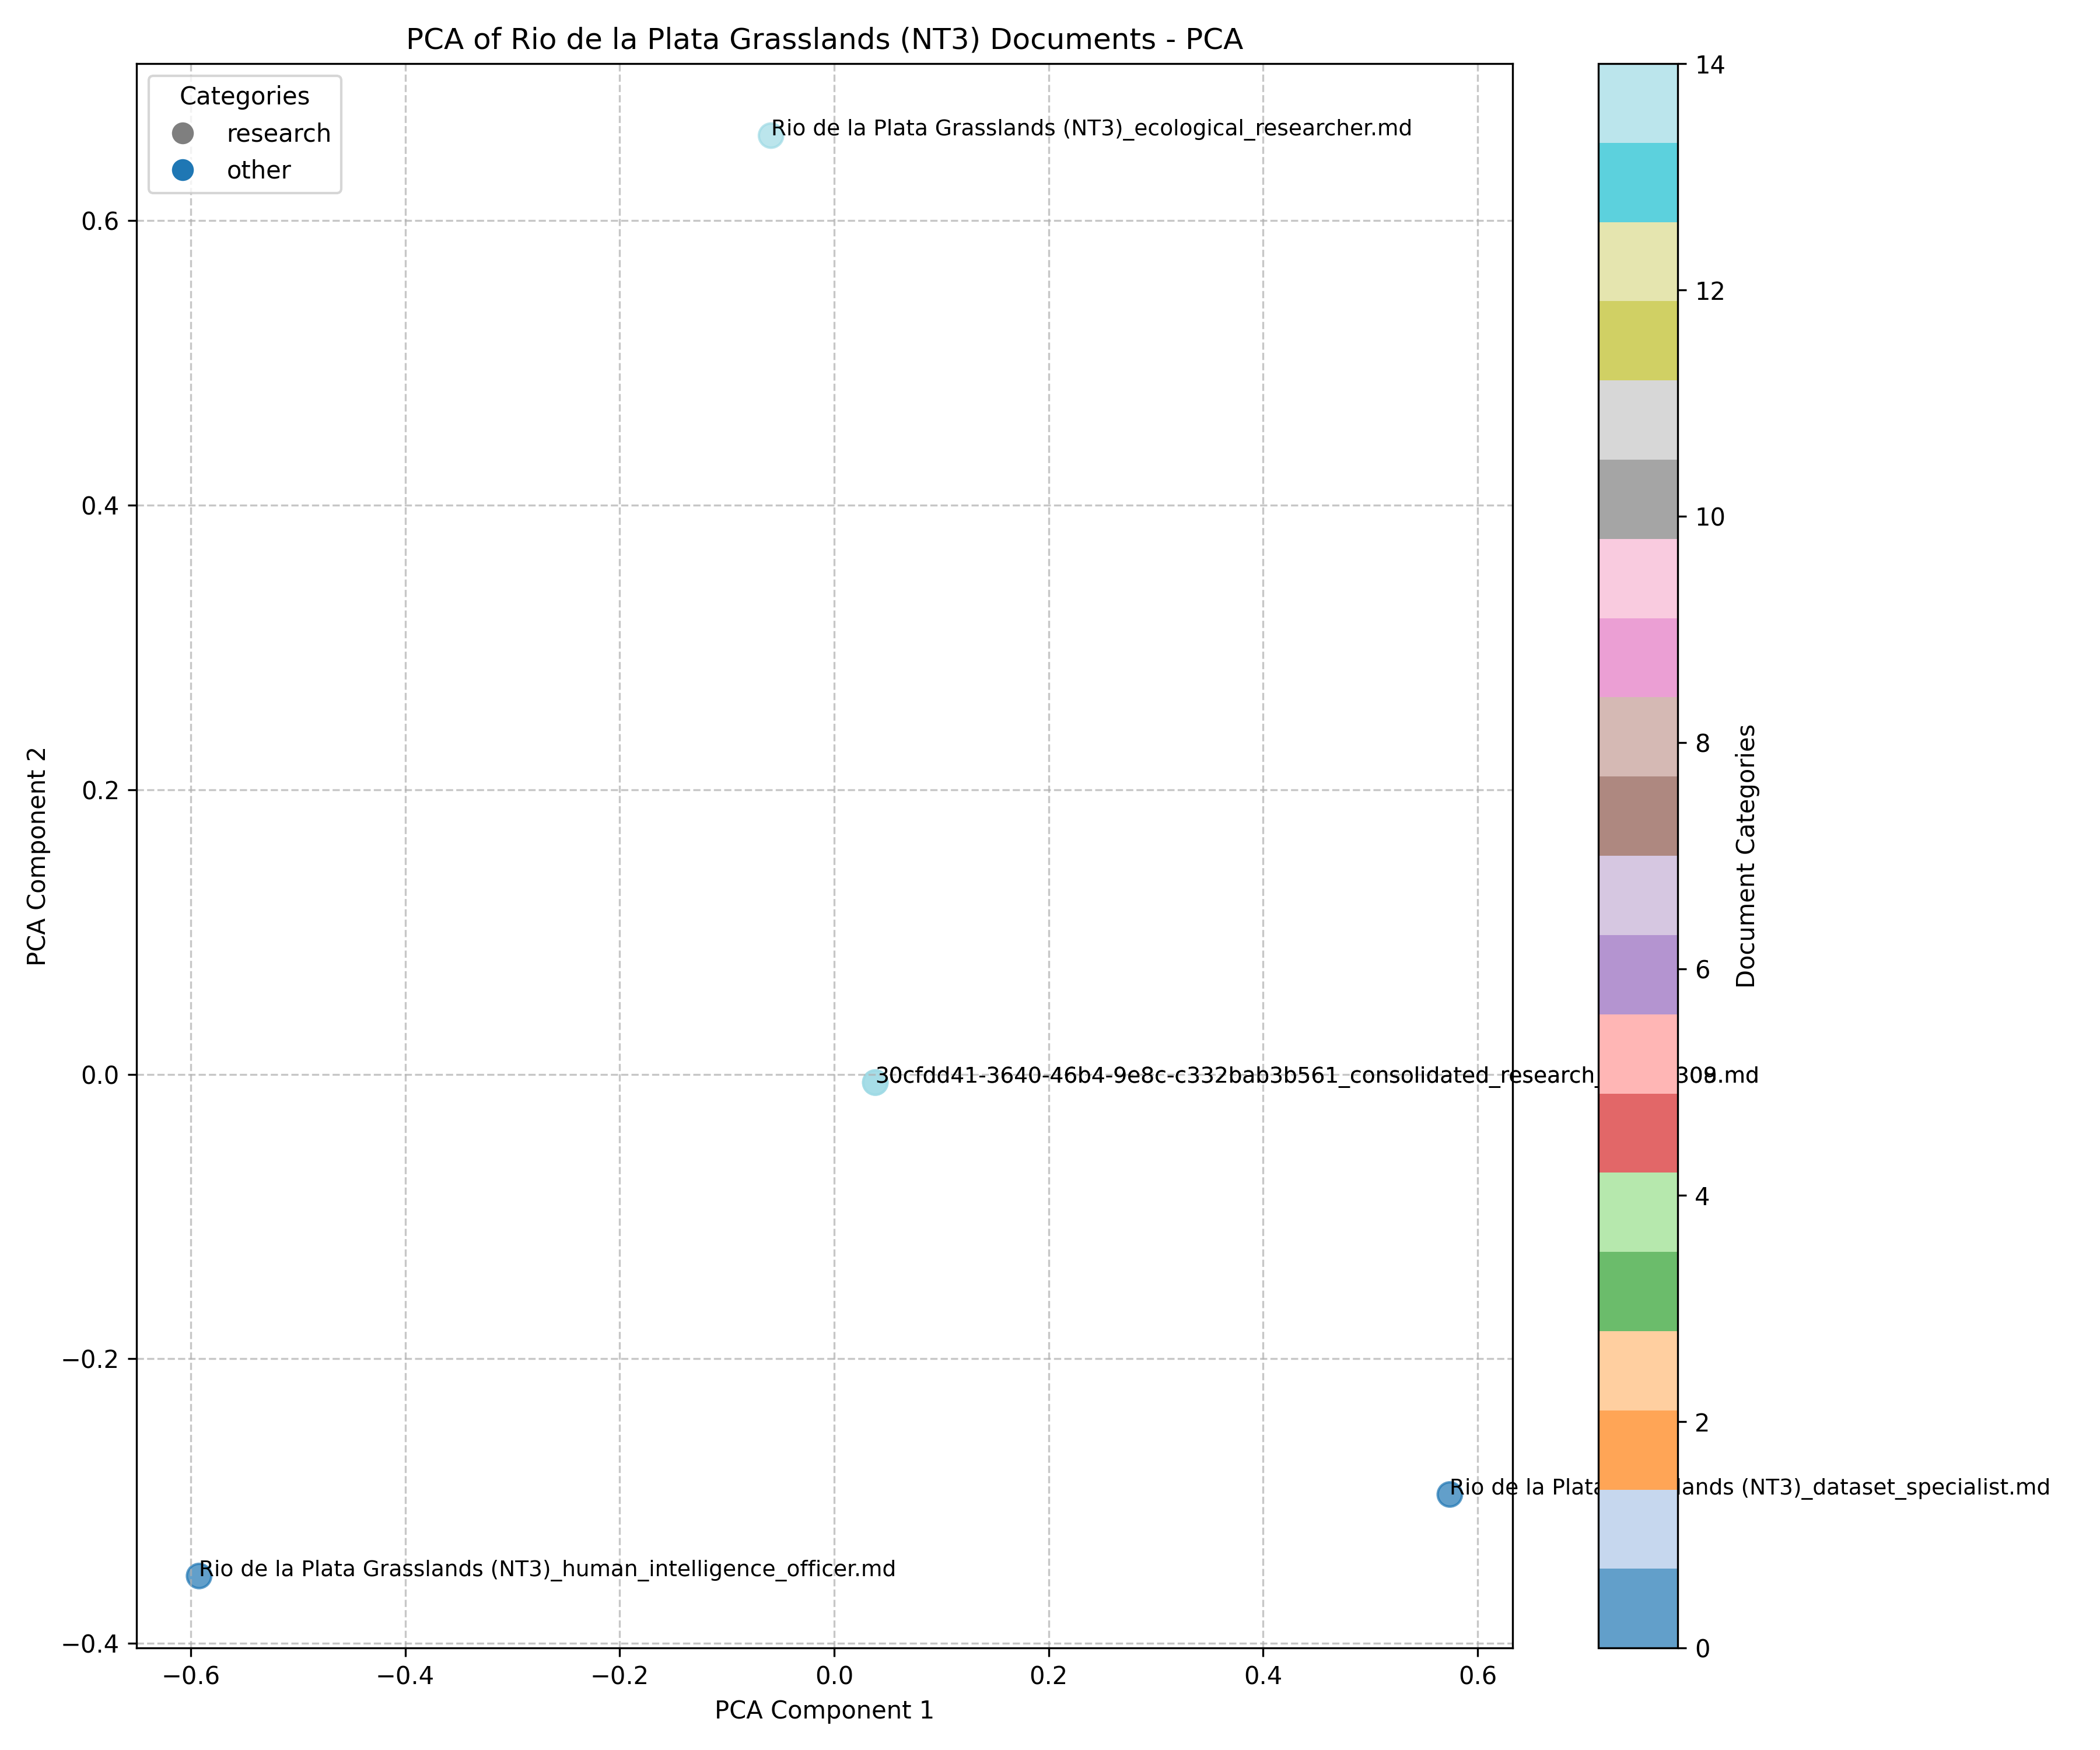 PCA of Rio de la Plata Grasslands (NT3) Documents - PCA
Categories
research
other
Rio de la Plata Grasslands (NT3)_ecological_researcher.md
30cfdd41-3640-46b4-9e8c-c332bab3b561_consolidated_research_ .md
Rio de la Plata lands (NT3)_dataset_specialist.md
Rio de la Plata Grasslands (NT3)_human_intelligence_officer.md
0.6
0.4
0.2
0.0
−0.2
−0.4
PCA Component 2
−0.6
−0.4
−0.2
0.0
0.2
0.4
0.6
PCA Component 1
14
12
10
8
6
4
2
0
Document Categories